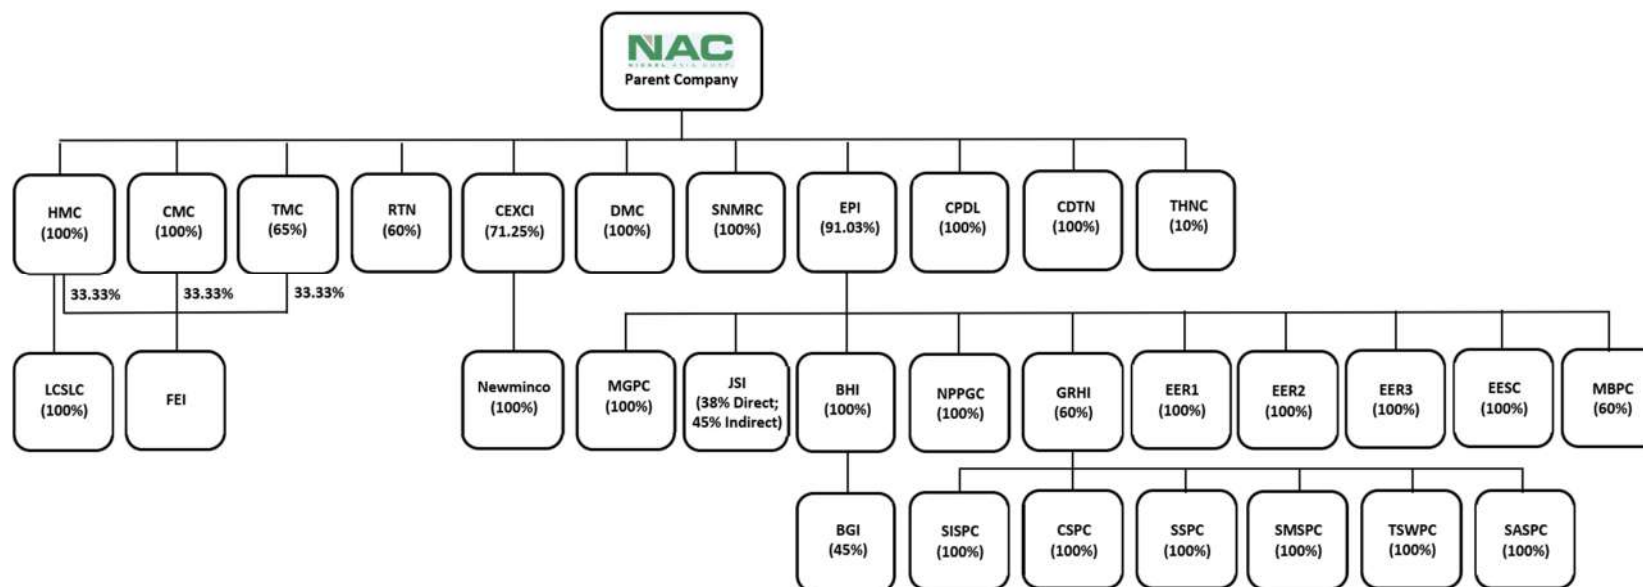 NAC
NICKEL ASIA CORP.
Parent Company
HMC
(100%)
CMC
(100%)
TMC
(65%)
RTN
(60%)
CEXCI
(71.25%)
DMC
(100%)
SNMRC
(100%)
EPI
(91.03%)
CPDL
(100%)
CDTN
(100%)
THNC
(10%)
33.33%
33.33%
33.33%
LCSLC
(100%)
FEI
Newminco
(100%)
MGPC
(100%)
JSI
(38% Direct;
45% Indirect)
BHI
(100%)
NPPGC
(100%)
GRHI
(60%)
EER1
(100%)
EER2
(100%)
EER3
(100%)
EESC
(100%)
MBPC
(60%)
BGI
(45%)
SISPC
(100%)
CSPC
(100%)
SSPC
(100%)
SMSPC
(100%)
TSWPC
(100%)
SASPC
(100%)